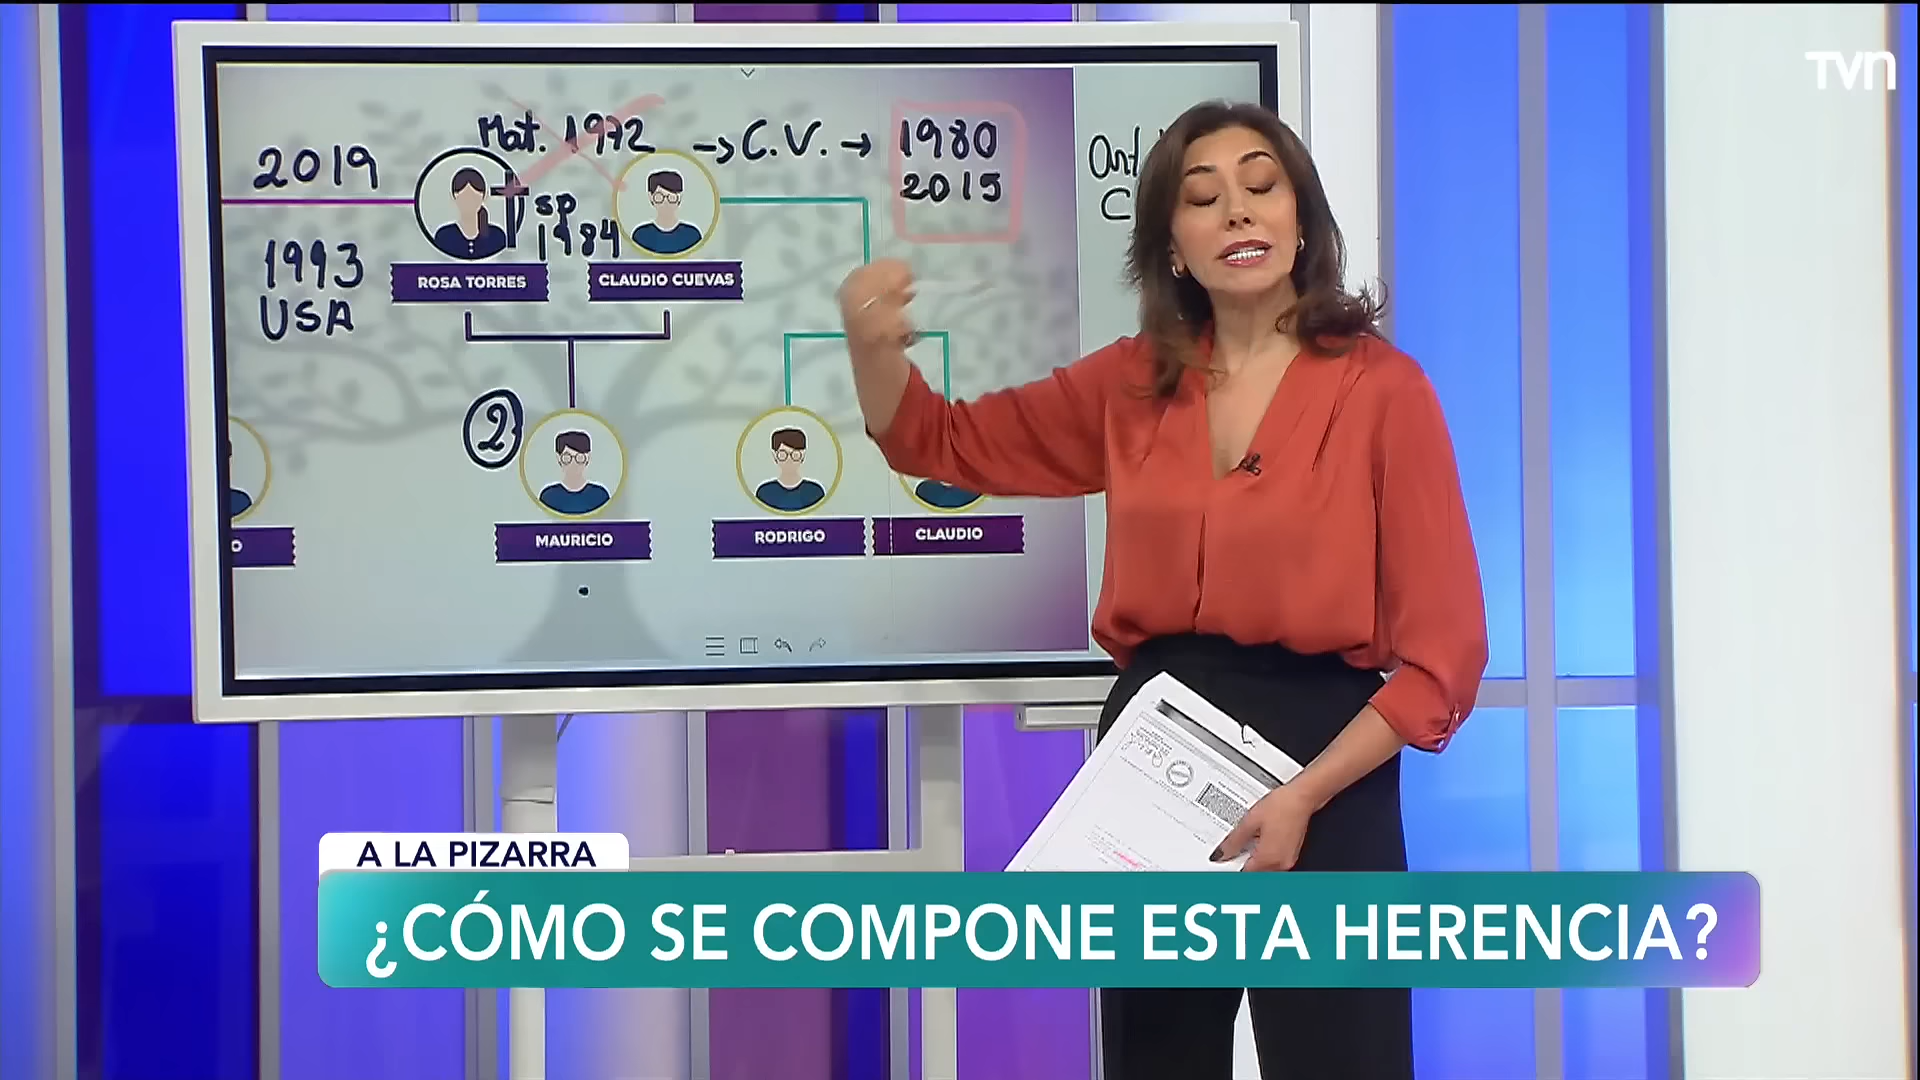 TVN
Mat. 1972
→ C.V. →
1980
2015
2019
sp
1984
1993
USA
ROSA TORRES
CLAUDIO CUEVAS
2
O
MAURICIO
RODRIGO
CLAUDIO
A LA PIZARRA
¿CÓMO SE COMPONE ESTA HERENCIA?